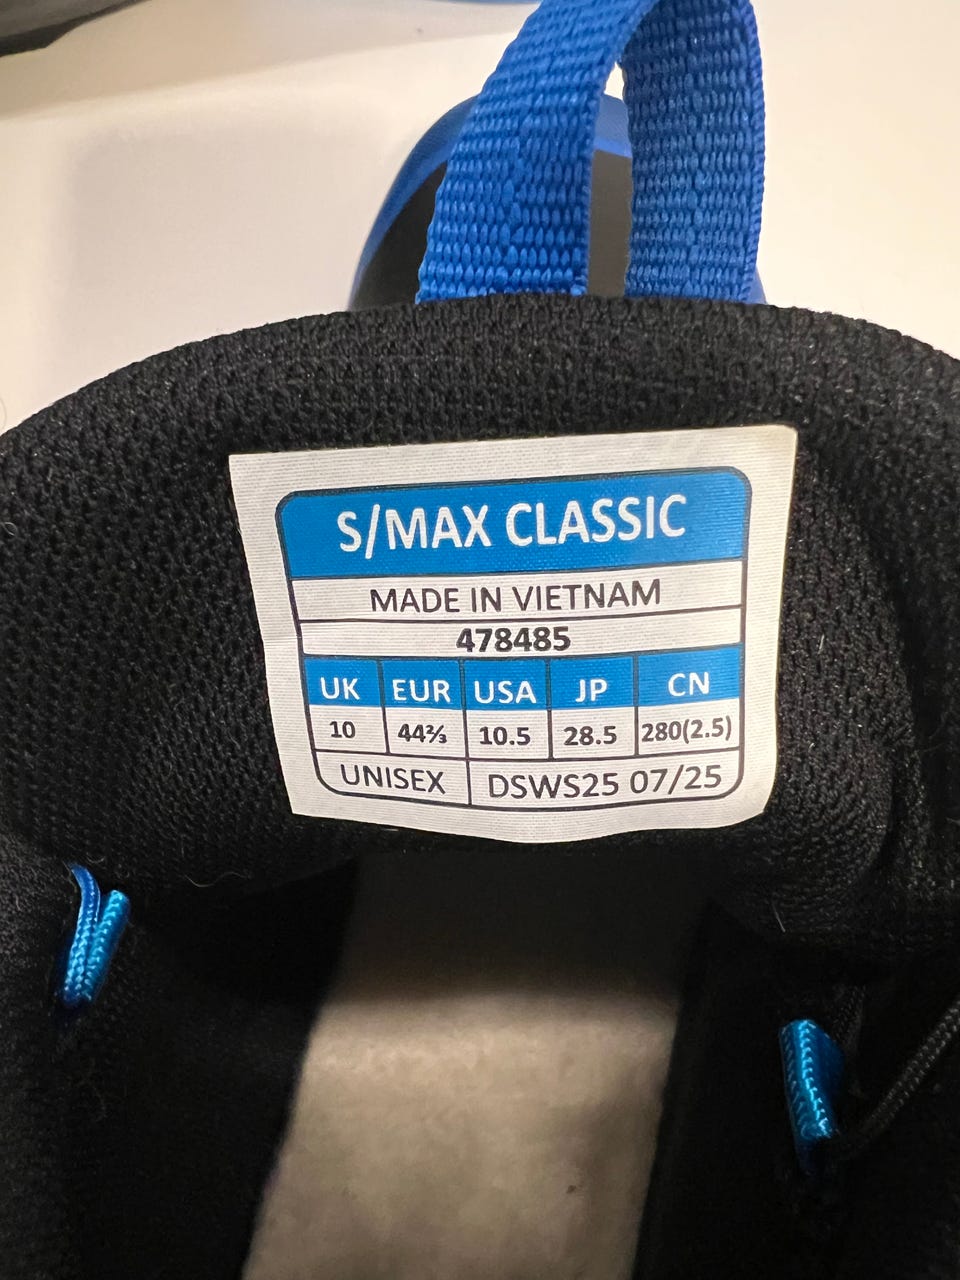 S/MAX CLASSIC
MADE IN VIETNAM
478485
UK EUR USA JP CN
10 44⅔ 10.5 28.5 280(2.5)
UNISEX DSWS25 07/25